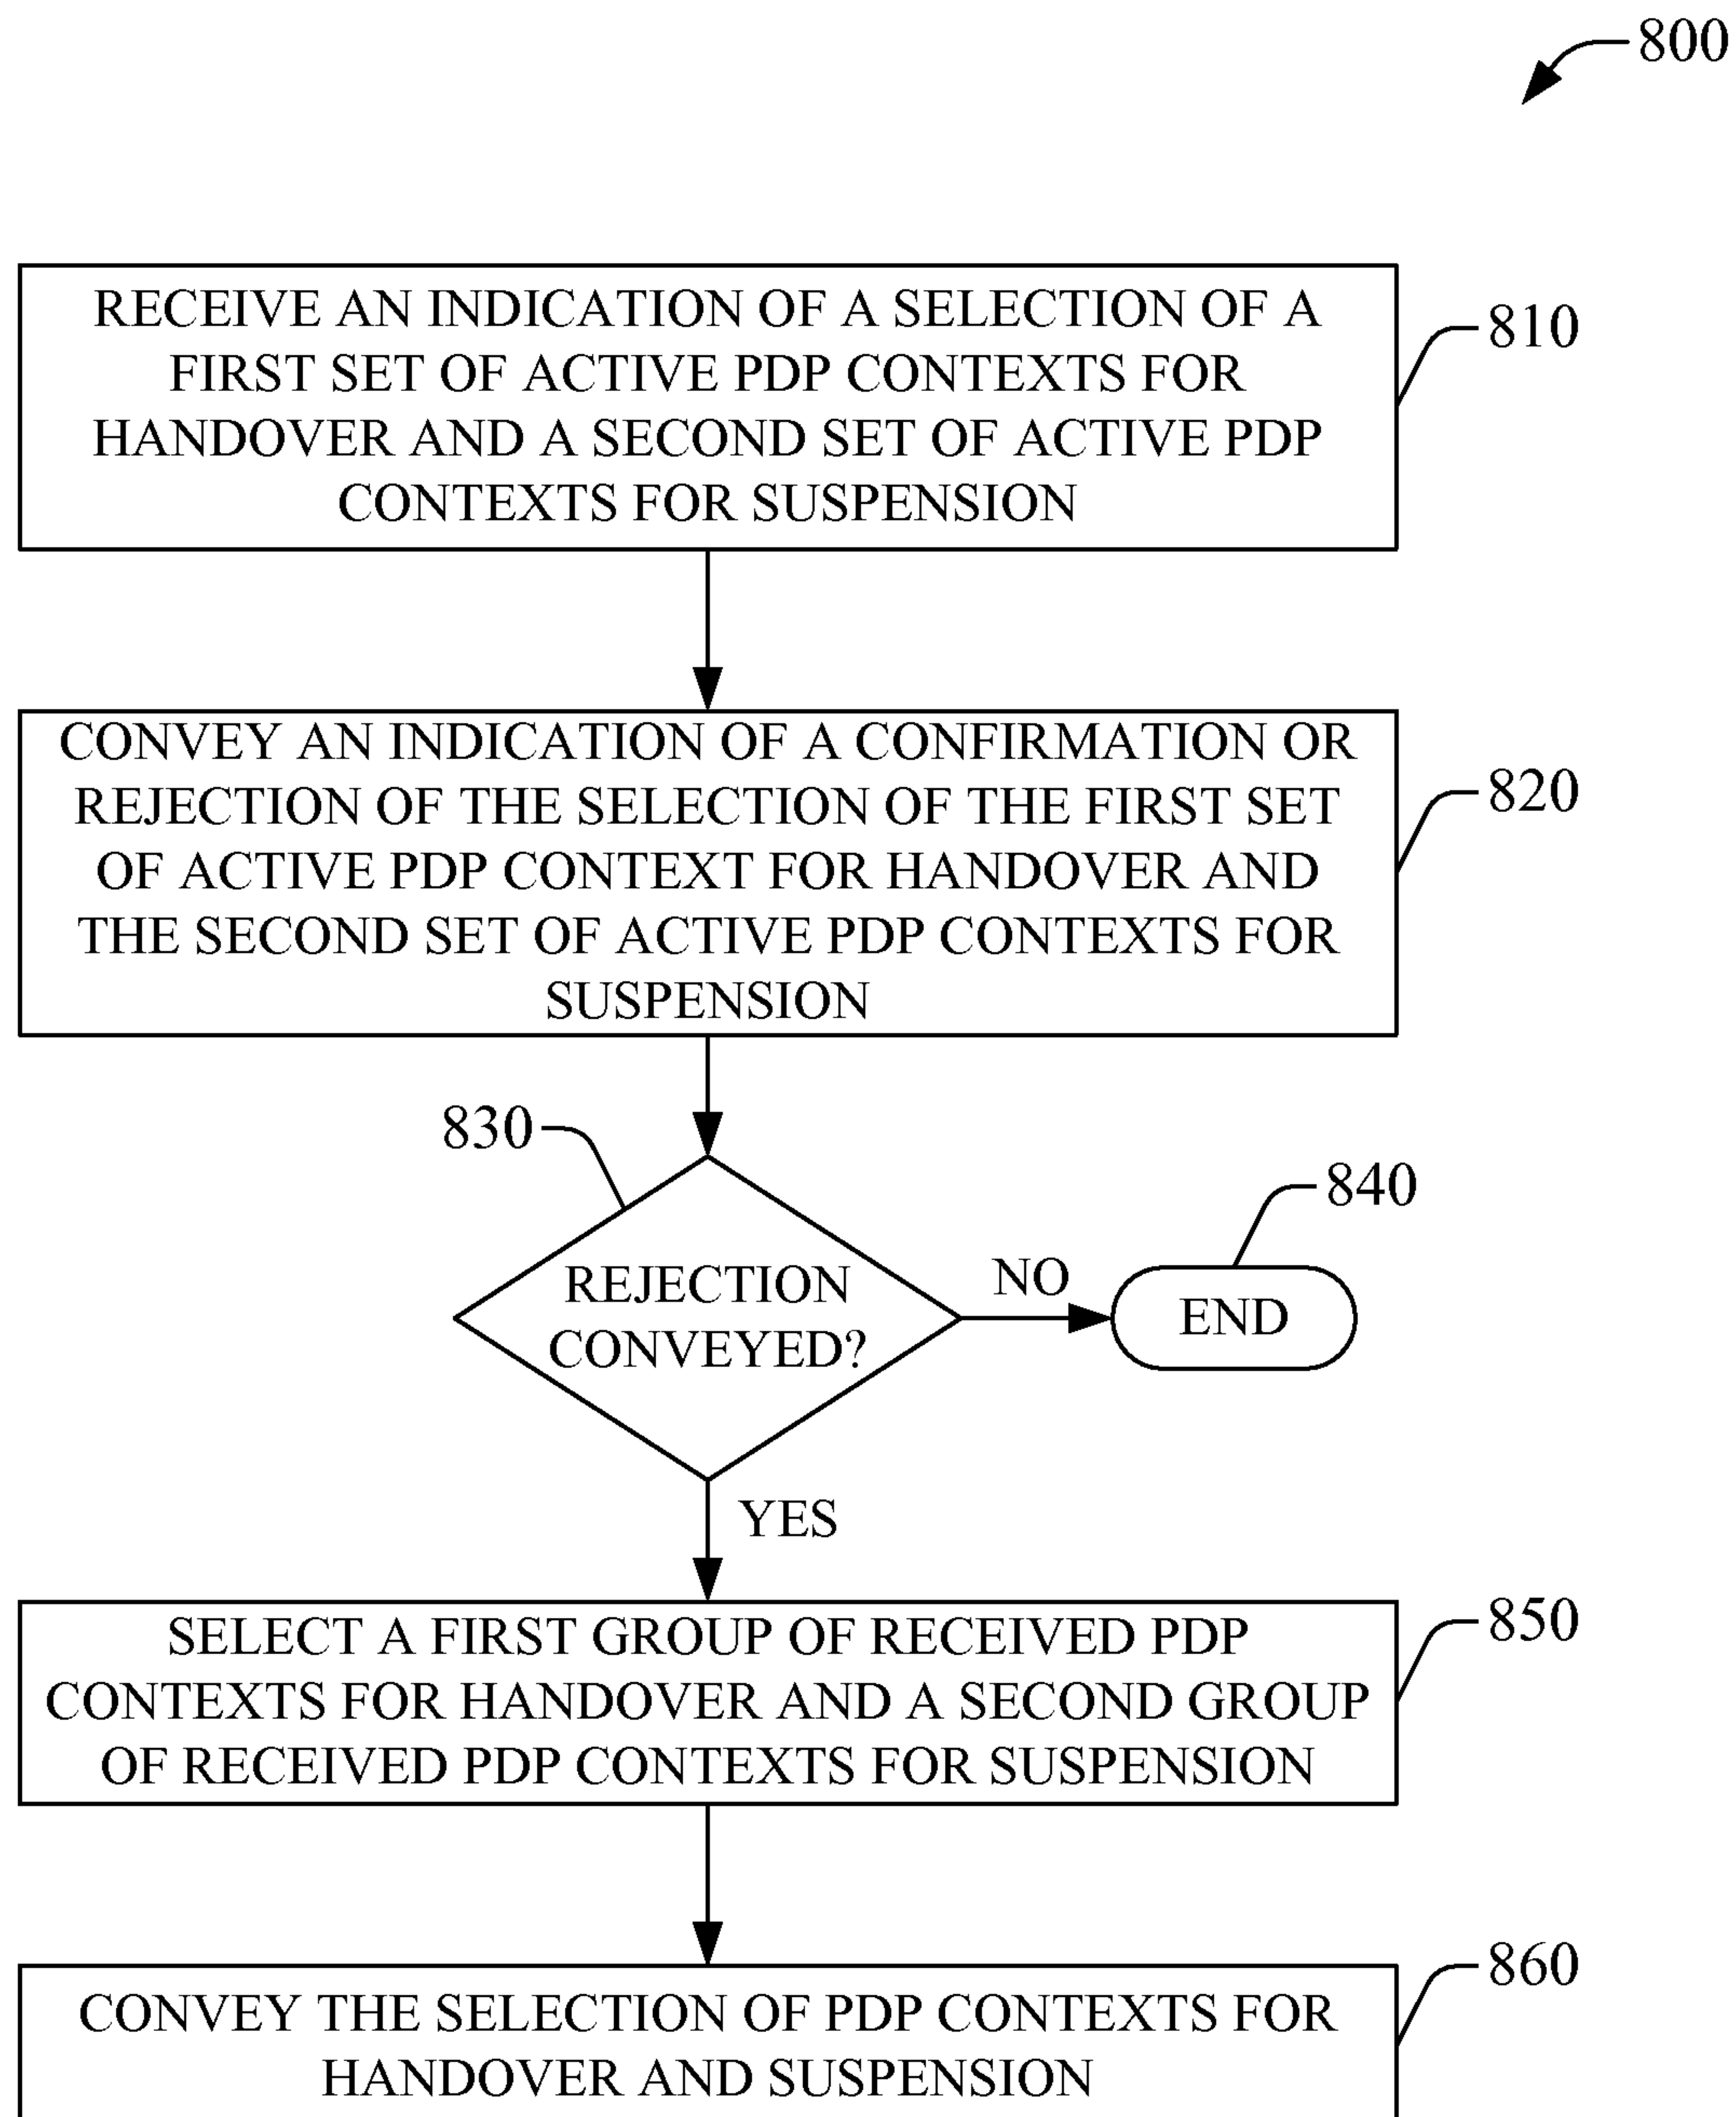 800
RECEIVE AN INDICATION OF A SELECTION OF A
FIRST SET OF ACTIVE PDP CONTEXTS FOR
HANDOVER AND A SECOND SET OF ACTIVE PDP
CONTEXTS FOR SUSPENSION
810
CONVEY AN INDICATION OF A CONFIRMATION OR
REJECTION OF THE SELECTION OF THE FIRST SET
OF ACTIVE PDP CONTEXT FOR HANDOVER AND
THE SECOND SET OF ACTIVE PDP CONTEXTS FOR
SUSPENSION
820
830
REJECTION
CONVEYED?
NO
840
END
YES
SELECT A FIRST GROUP OF RECEIVED PDP
CONTEXTS FOR HANDOVER AND A SECOND GROUP
OF RECEIVED PDP CONTEXTS FOR SUSPENSION
850
CONVEY THE SELECTION OF PDP CONTEXTS FOR
HANDOVER AND SUSPENSION
860